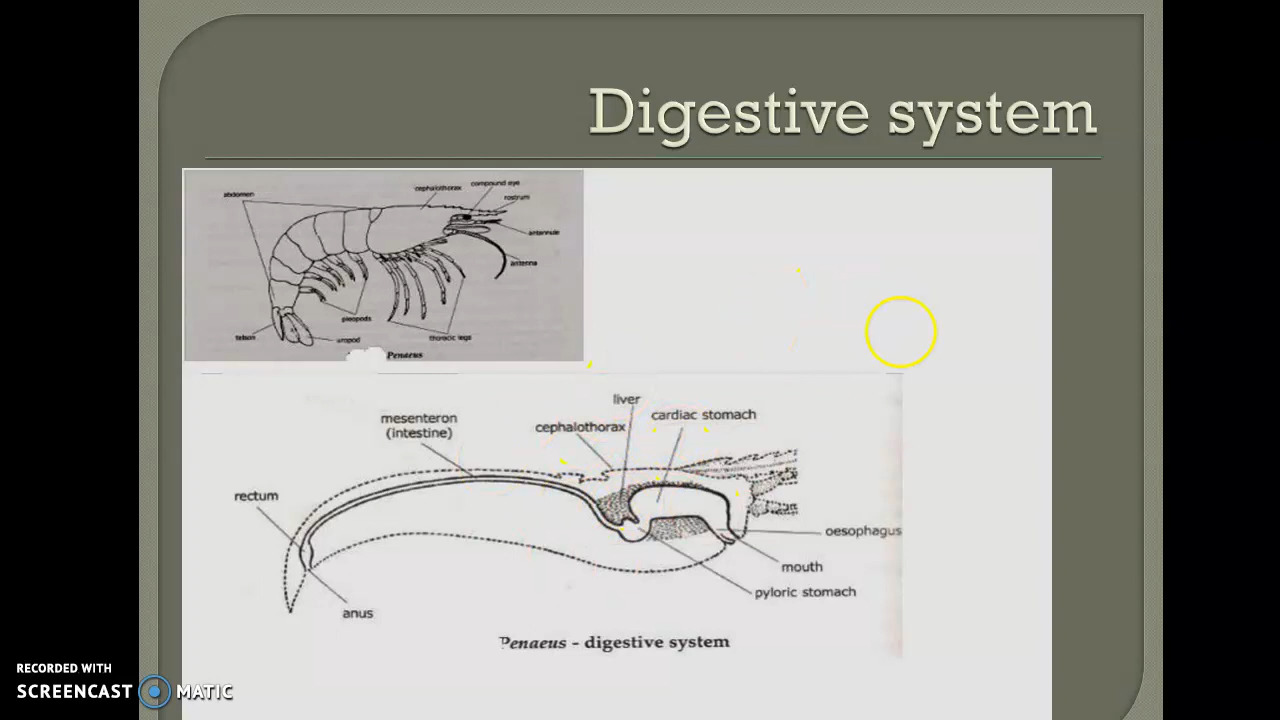 Digestive system
abdomen
cephalothorax
compound eye
rostrum
antennule
antenna
pleopods
telson
uropod
thoracic legs
Penaeus
liver
mesenteron
(intestine)
cephalothorax
cardiac stomach
rectum
oesophagus
mouth
pyloric stomach
anus
Penaeus - digestive system
RECORDED WITH
SCREENCAST MATIC